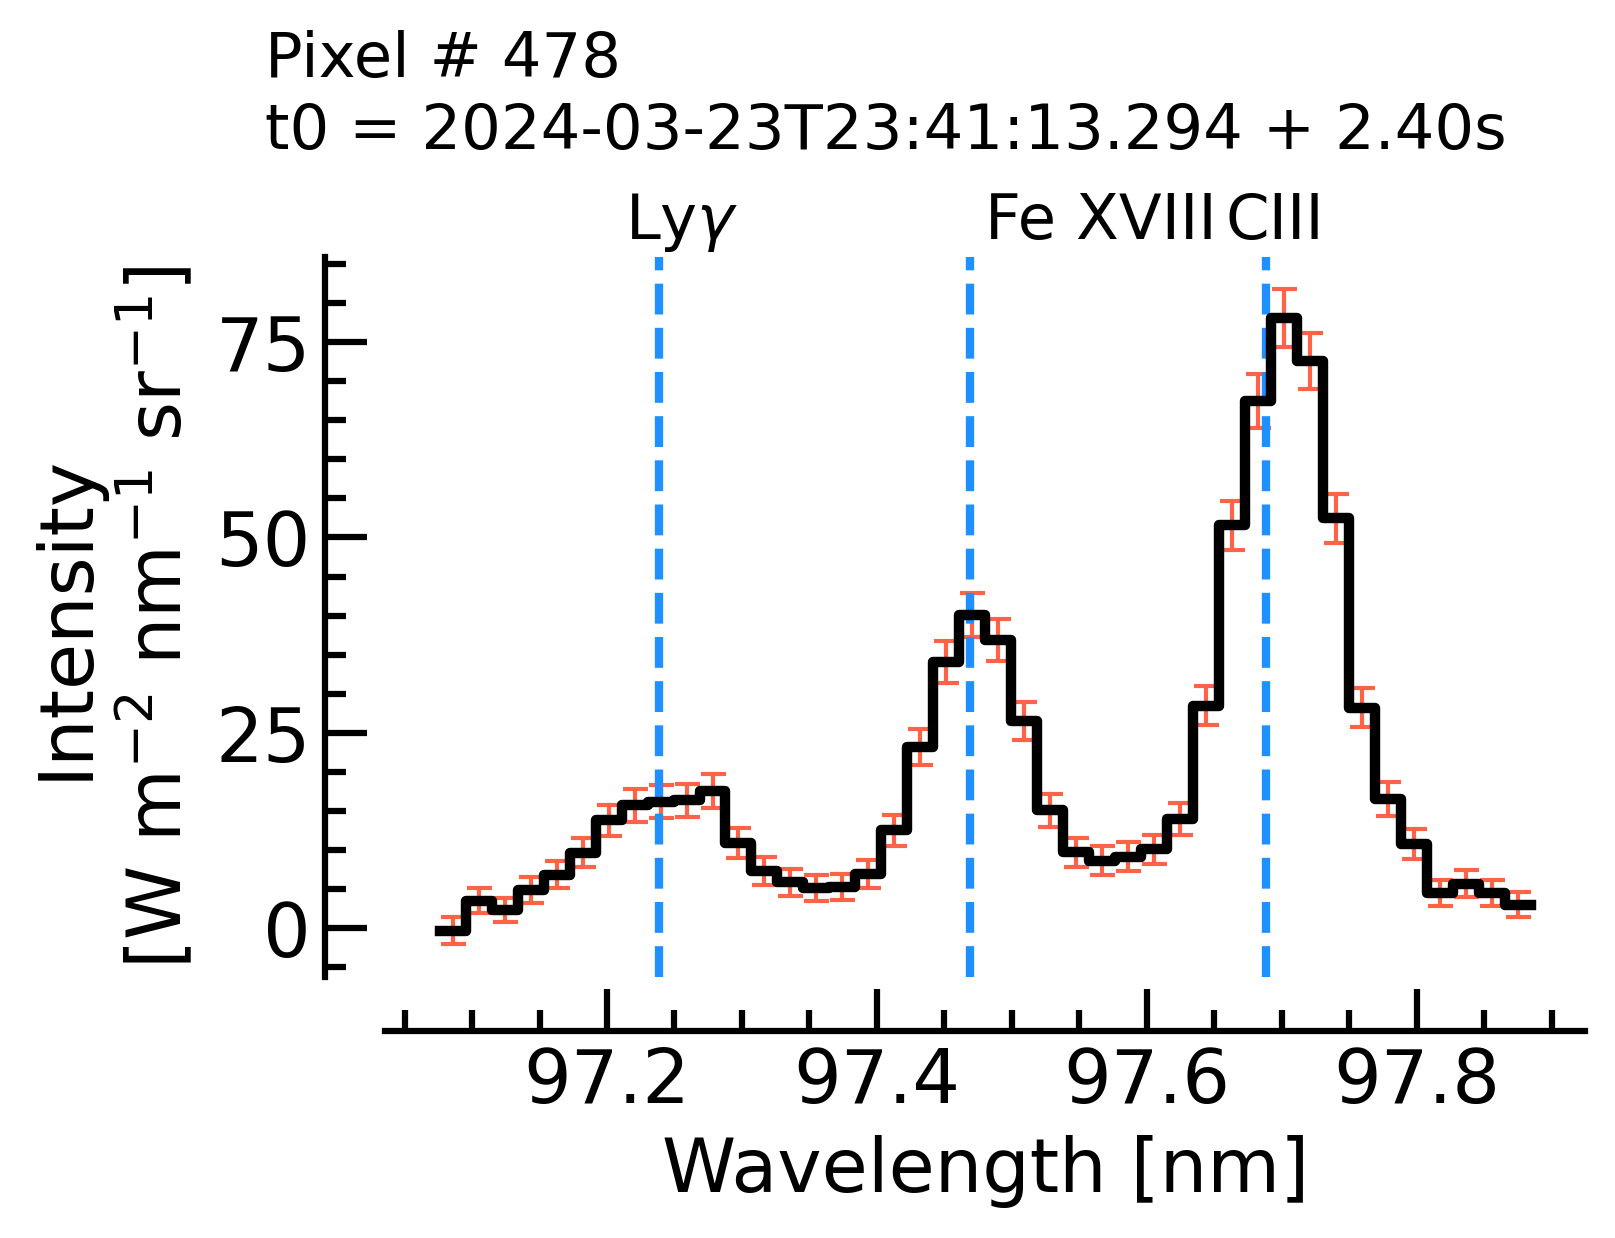 Pixel # 478
t0 = 2024-03-23T23:41:13.294 + 2.40s
Lyγ
Fe XVIII
CIII
Intensity
[W m⁻² nm⁻¹ sr⁻¹]
75
50
25
0
97.2
97.4
97.6
97.8
Wavelength [nm]